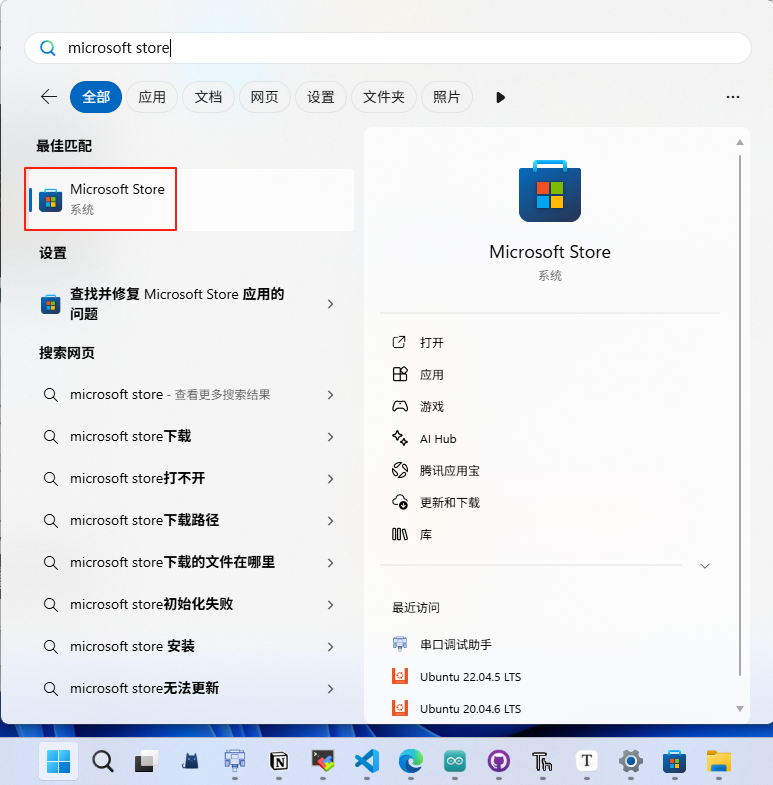 microsoft store
全部 应用 文档 网页 设置 文件夹 照片
最佳匹配
Microsoft Store
系统
设置
查找并修复 Microsoft Store 应用的
问题
搜索网页
microsoft store - 查看更多搜索结果
microsoft store下载
microsoft store打不开
microsoft store下载路径
microsoft store下载的文件在哪里
microsoft store初始化失败
microsoft store 安装
microsoft store无法更新
Microsoft Store
系统
打开
应用
游戏
AI Hub
腾讯应用宝
更新和下载
库
最近访问
串口调试助手
Ubuntu 22.04.5 LTS
Ubuntu 20.04.6 LTS